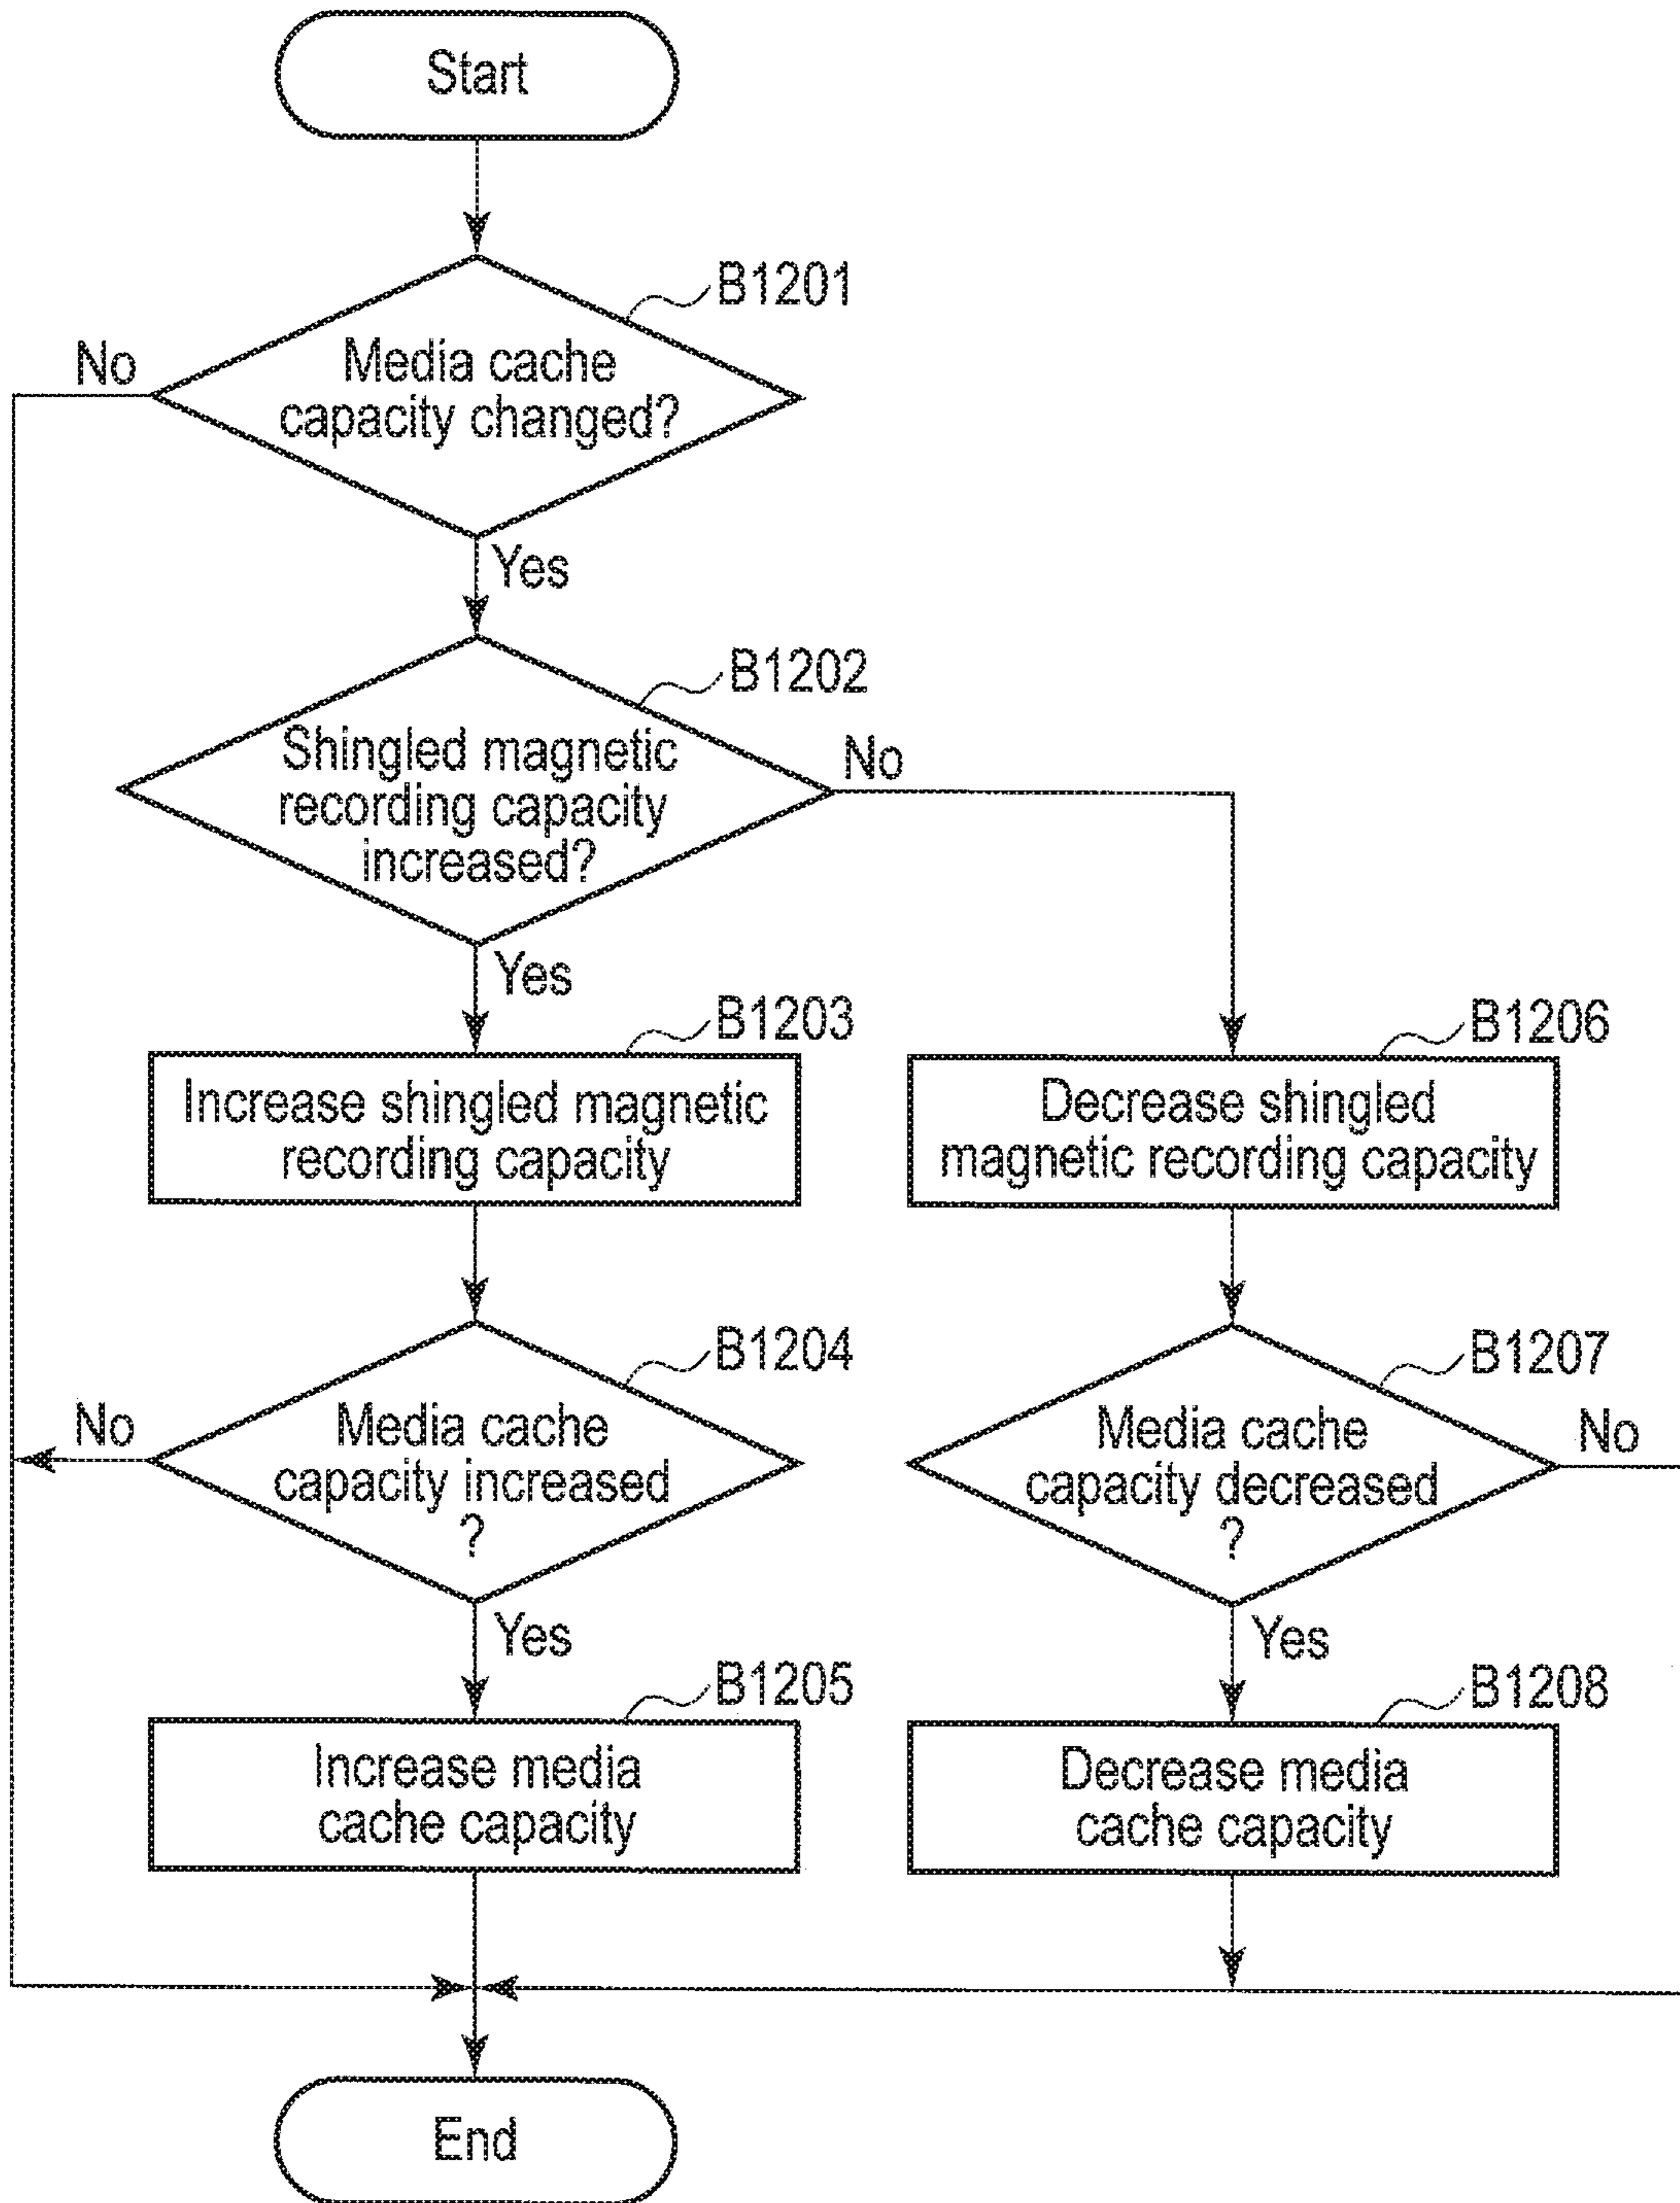 Start
B1201
No
Media cache
capacity changed?
Yes
B1202
Shingled magnetic
recording capacity
increased?
No
Yes
B1203
Increase shingled magnetic
recording capacity
B1206
Decrease shingled
magnetic recording capacity
B1204
No
Media cache
capacity increased
?
B1207
Media cache
capacity decreased
?
No
Yes
Yes
B1205
Increase media
cache capacity
B1208
Decrease media
cache capacity
End